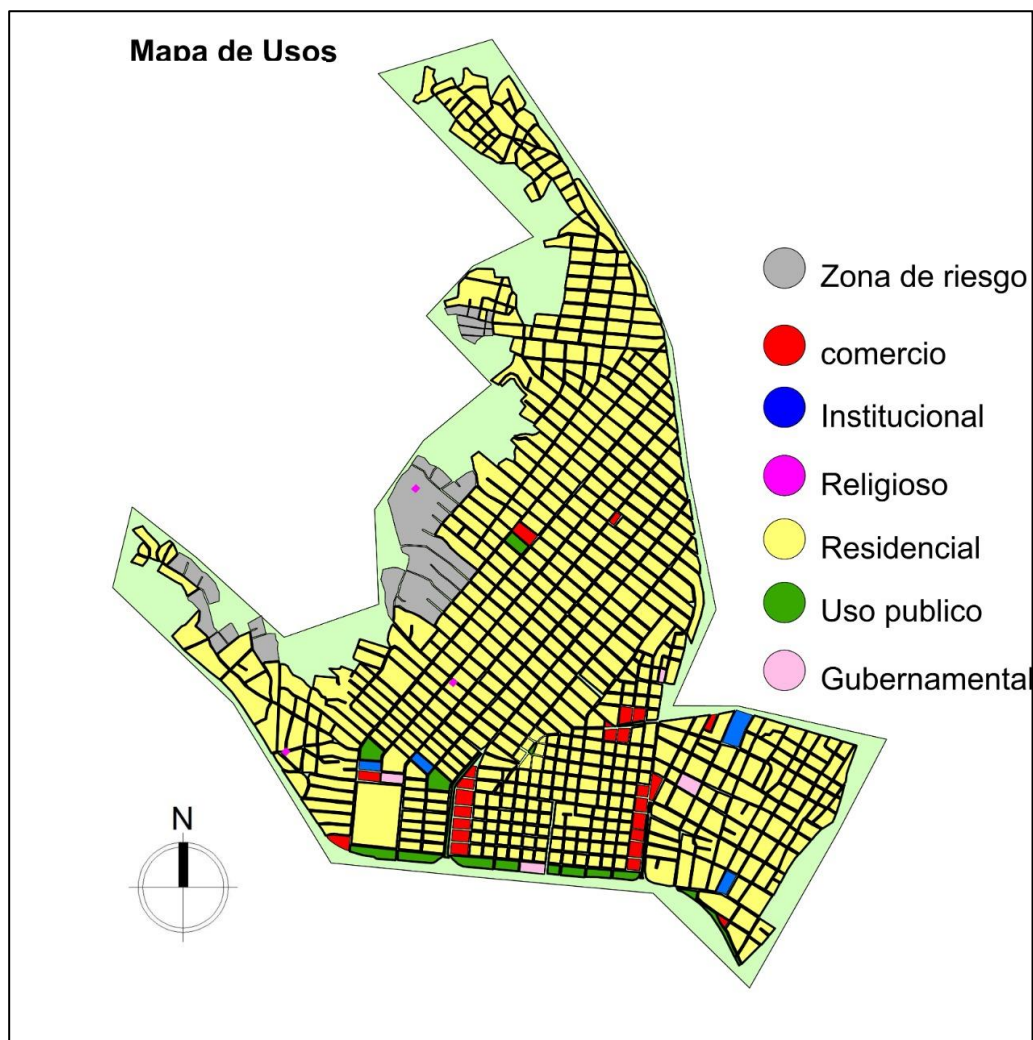 Mapa de Usos
Zona de riesgo
comercio
Institucional
Religioso
Residencial
Uso publico
Gubernamental
N